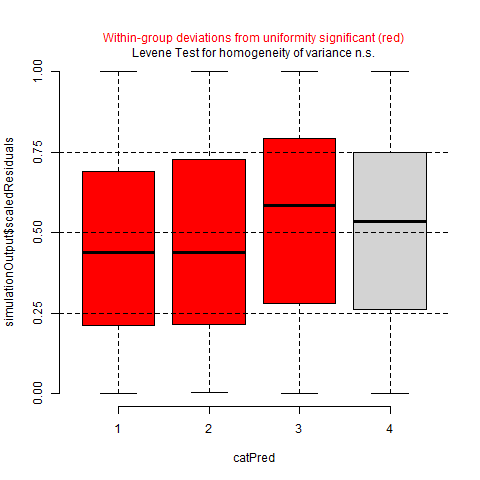 Within-group deviations from uniformity significant (red)
Levene Test for homogeneity of variance n.s.
simulationOutput$scaledResiduals
1.00
0.75
0.50
0.25
0.00
1 2 3 4
catPred